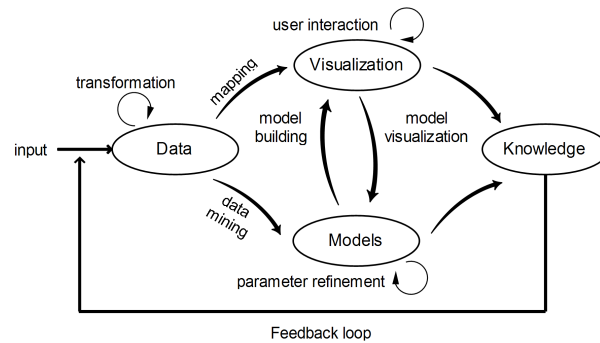 user interaction
Visualization
transformation
mapping
model
building
model
visualization
input
Data
Knowledge
data
mining
Models
parameter refinement
Feedback loop